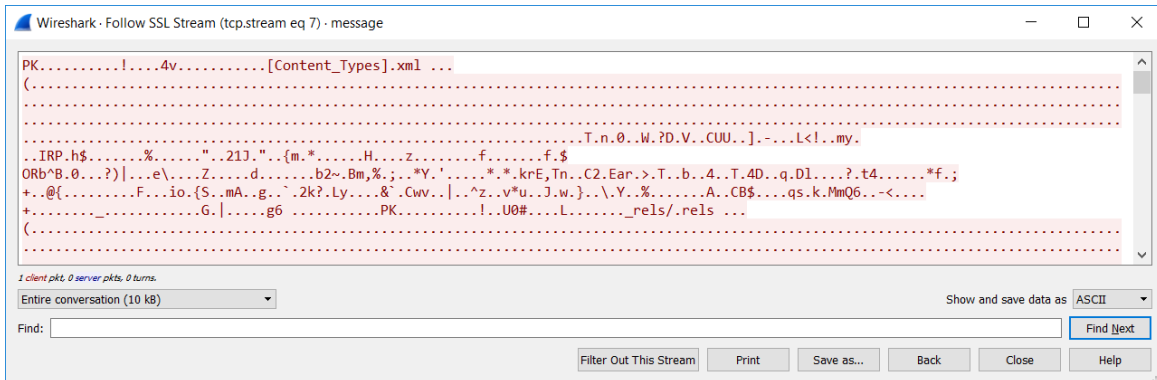 Wireshark · Follow SSL Stream (tcp.stream eq 7) · message
PK..........!....4v...........[Content_Types].xml ...
(...............................................................................................................................
................................................................................................................................
................................................................................................................................
.................................................................T.n.0..W.?D.V..CUU..].-...L<!..my.
..IRP.h$.......%......"..21J."..{m.*......H....z........f.......f.$
ORb^B.0...?)|...e\....Z.....d.......b2~.Bm,%.;..*Y.'.....*.*.krE,Tn..C2.Ear.>.T..b..4..T.4D..q.Dl....?.t4......*f.;
+..@{........F...io.{S..mA..g..`.2k?.Ly....&`.Cwv..|..^z..v*u..J.w.}..\.Y..%.......A..CB$....qs.k.MmQ6..-<....
+........_............G.|.....g6 ...........PK..........!..U0#....L......._rels/.rels ...
(...............................................................................................................................
................................................................................................................................
1 client pkt, 0 server pkts, 0 turns.
Entire conversation (10 kB)
Show and save data as ASCII
Find:
Find Next
Filter Out This Stream Print Save as... Back Close Help